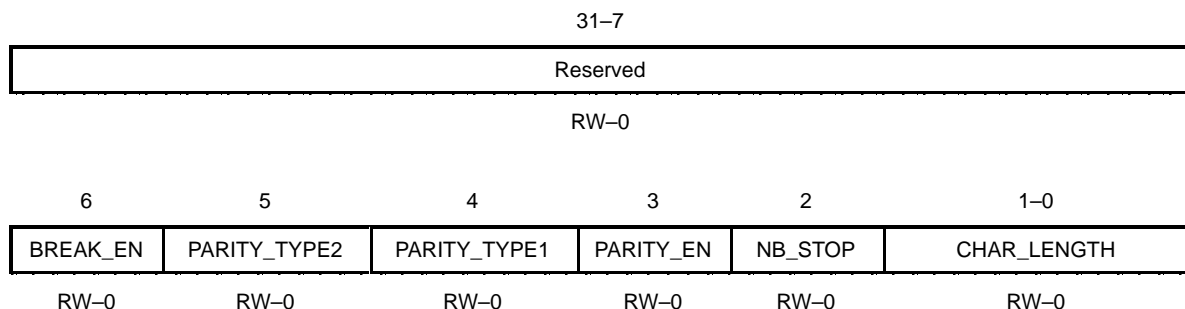 31–7
Reserved
RW–0
6 5 4 3 2 1–0
BREAK_EN PARITY_TYPE2 PARITY_TYPE1 PARITY_EN NB_STOP CHAR_LENGTH
RW–0 RW–0 RW–0 RW–0 RW–0 RW–0